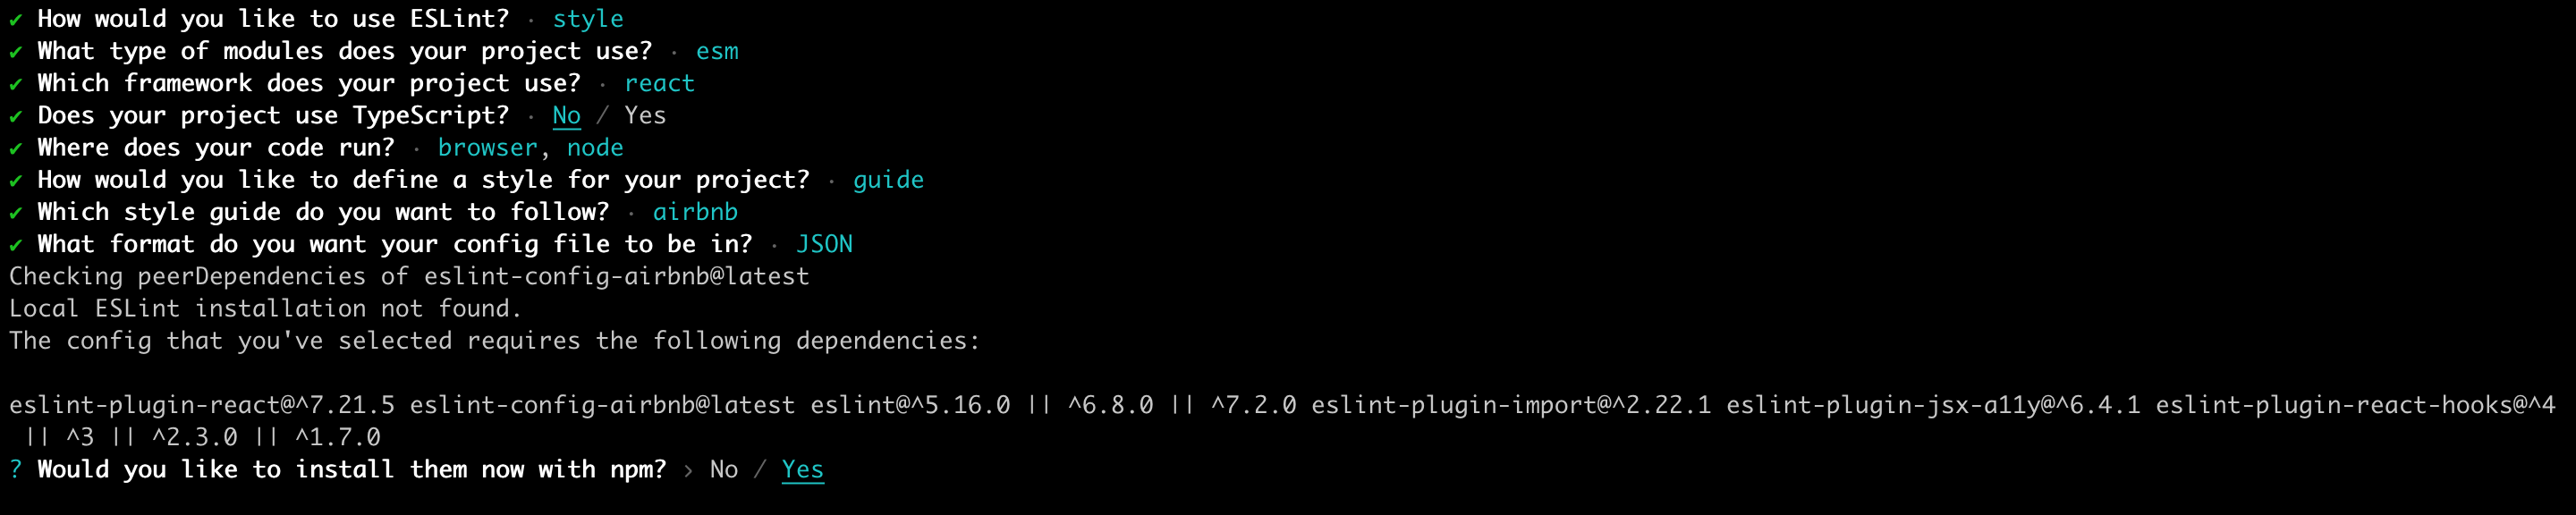 ✔ How would you like to use ESLint? · style
✔ What type of modules does your project use? · esm
✔ Which framework does your project use? · react
✔ Does your project use TypeScript? · No / Yes
✔ Where does your code run? · browser, node
✔ How would you like to define a style for your project? · guide
✔ Which style guide do you want to follow? · airbnb
✔ What format do you want your config file to be in? · JSON
Checking peerDependencies of eslint-config-airbnb@latest
Local ESLint installation not found.
The config that you've selected requires the following dependencies:
eslint-plugin-react@^7.21.5 eslint-config-airbnb@latest eslint@^5.16.0 || ^6.8.0 || ^7.2.0 eslint-plugin-import@^2.22.1 eslint-plugin-jsx-a11y@^6.4.1 eslint-plugin-react-hooks@^4
|| ^3 || ^2.3.0 || ^1.7.0
? Would you like to install them now with npm? › No / Yes